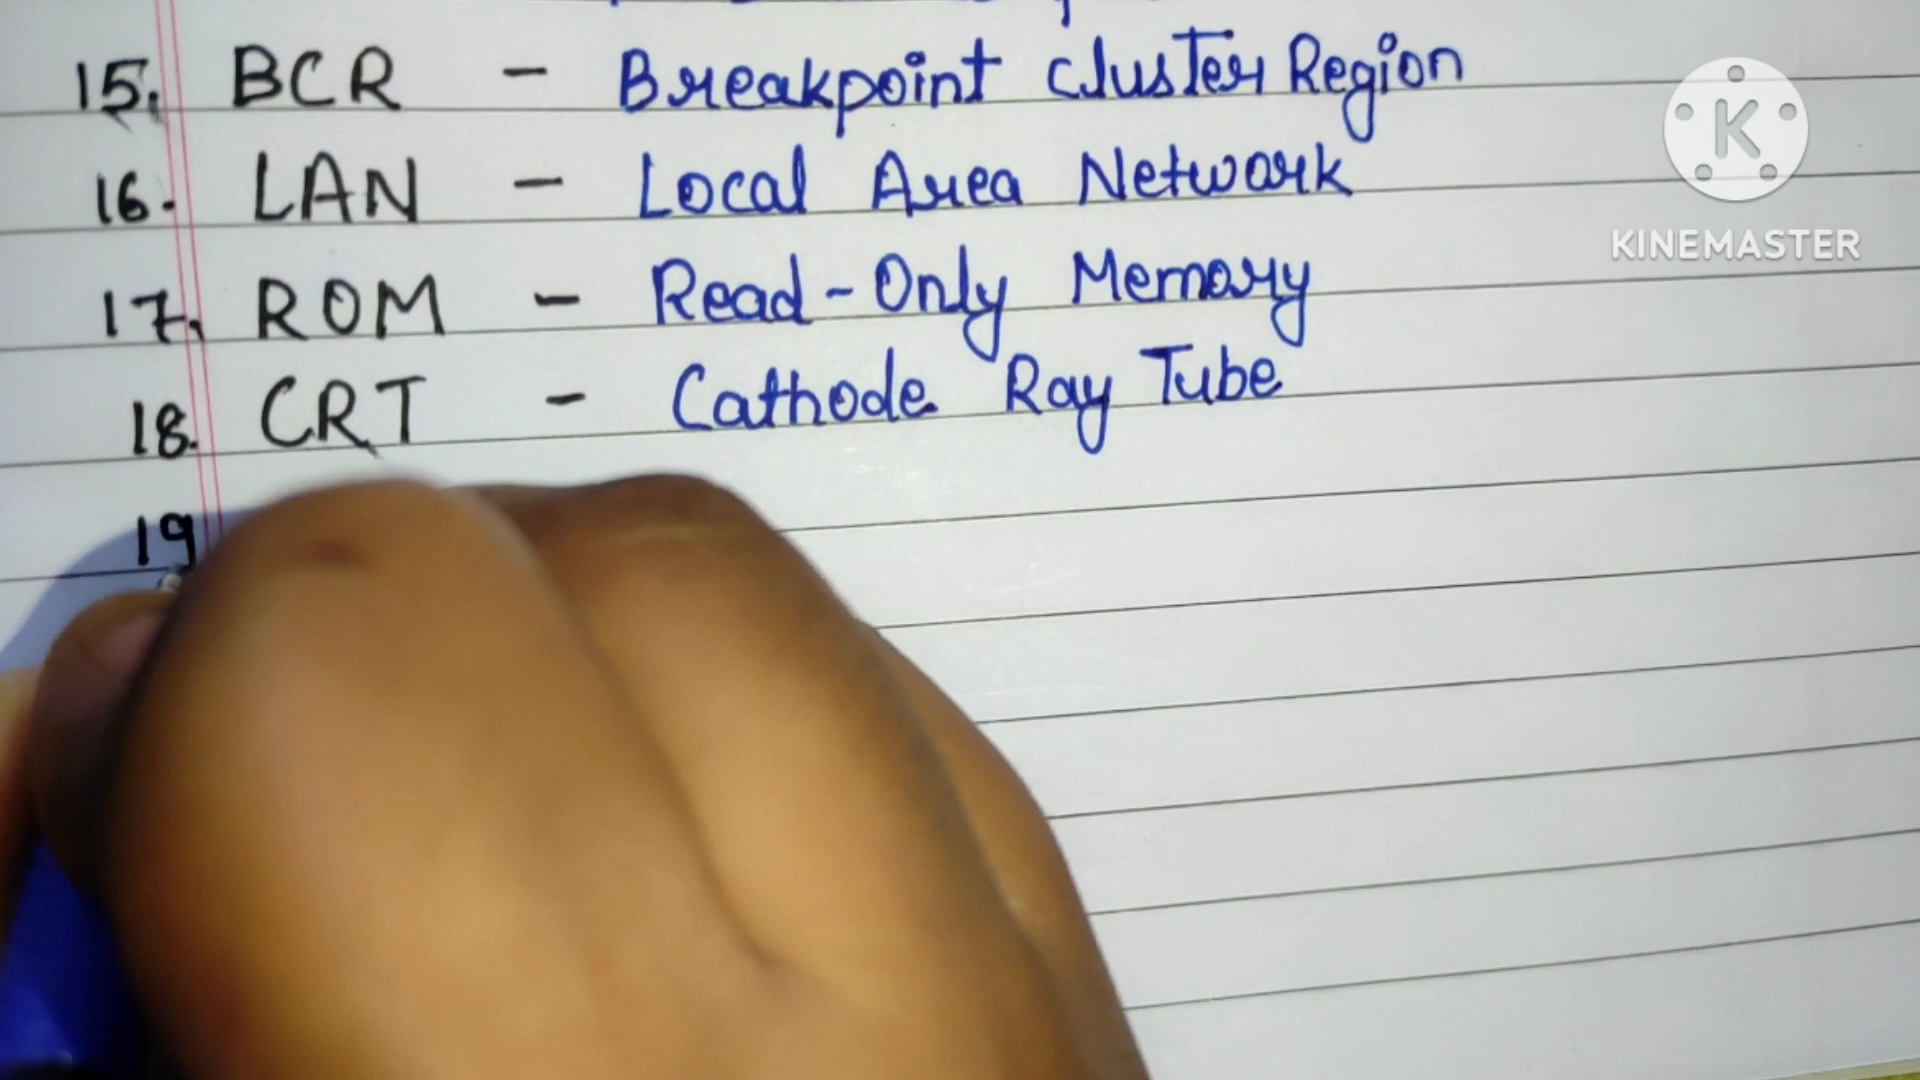 15. BCR - Breakpoint Cluster Region
16. LAN - Local Area Network
17. ROM - Read-Only Memory
18. CRT - Cathode Ray Tube
19
K
KINEMASTER